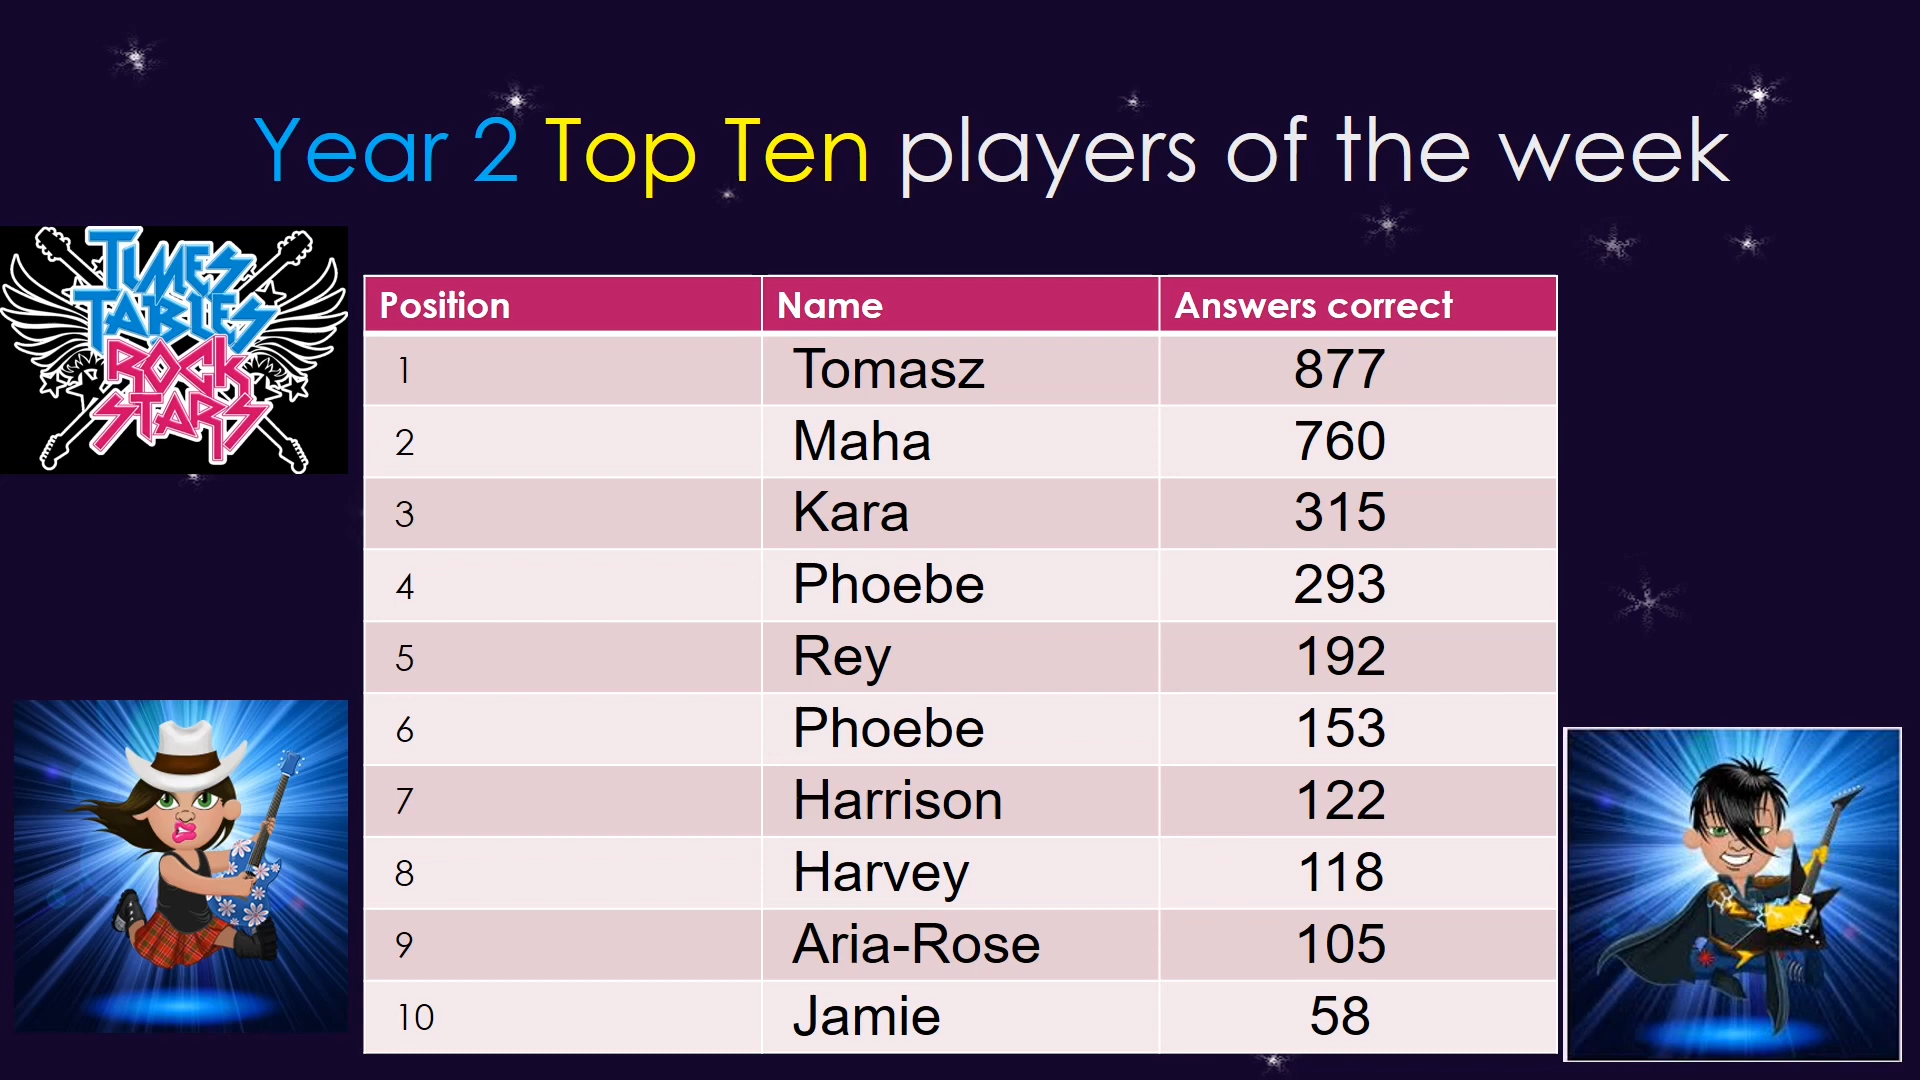 Year 2 Top Ten players of the week
TIMES
TABLES
ROCK
STARS
Position Name Answers correct
1 Tomasz 877
2 Maha 760
3 Kara 315
4 Phoebe 293
5 Rey 192
6 Phoebe 153
7 Harrison 122
8 Harvey 118
9 Aria-Rose 105
10 Jamie 58